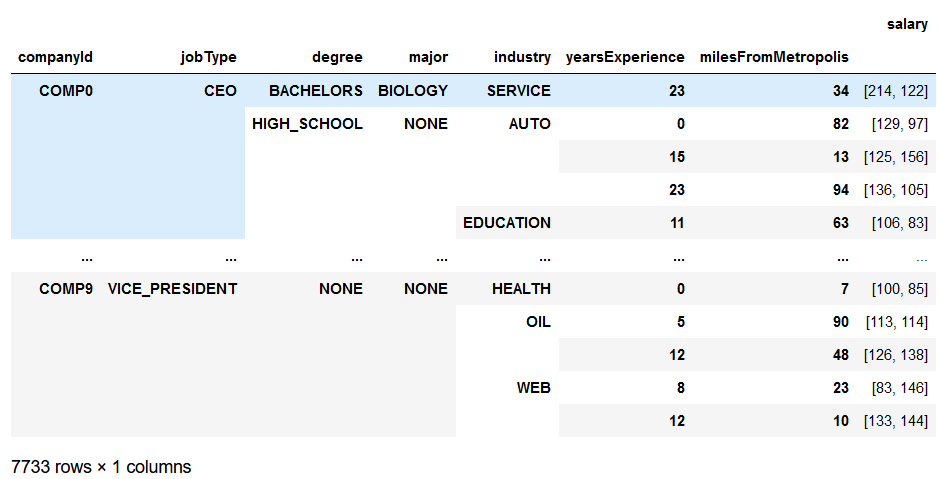 salary
companyId jobType degree major industry yearsExperience milesFromMetropolis
COMP0 CEO BACHELORS BIOLOGY SERVICE 23 34 [214, 122]
HIGH_SCHOOL NONE AUTO 0 82 [129, 97]
15 13 [125, 156]
23 94 [136, 105]
EDUCATION 11 63 [106, 83]
... ... ... ... ... ... ... ...
COMP9 VICE_PRESIDENT NONE NONE HEALTH 0 7 [100, 85]
OIL 5 90 [113, 114]
12 48 [126, 138]
WEB 8 23 [83, 146]
12 10 [133, 144]
7733 rows × 1 columns